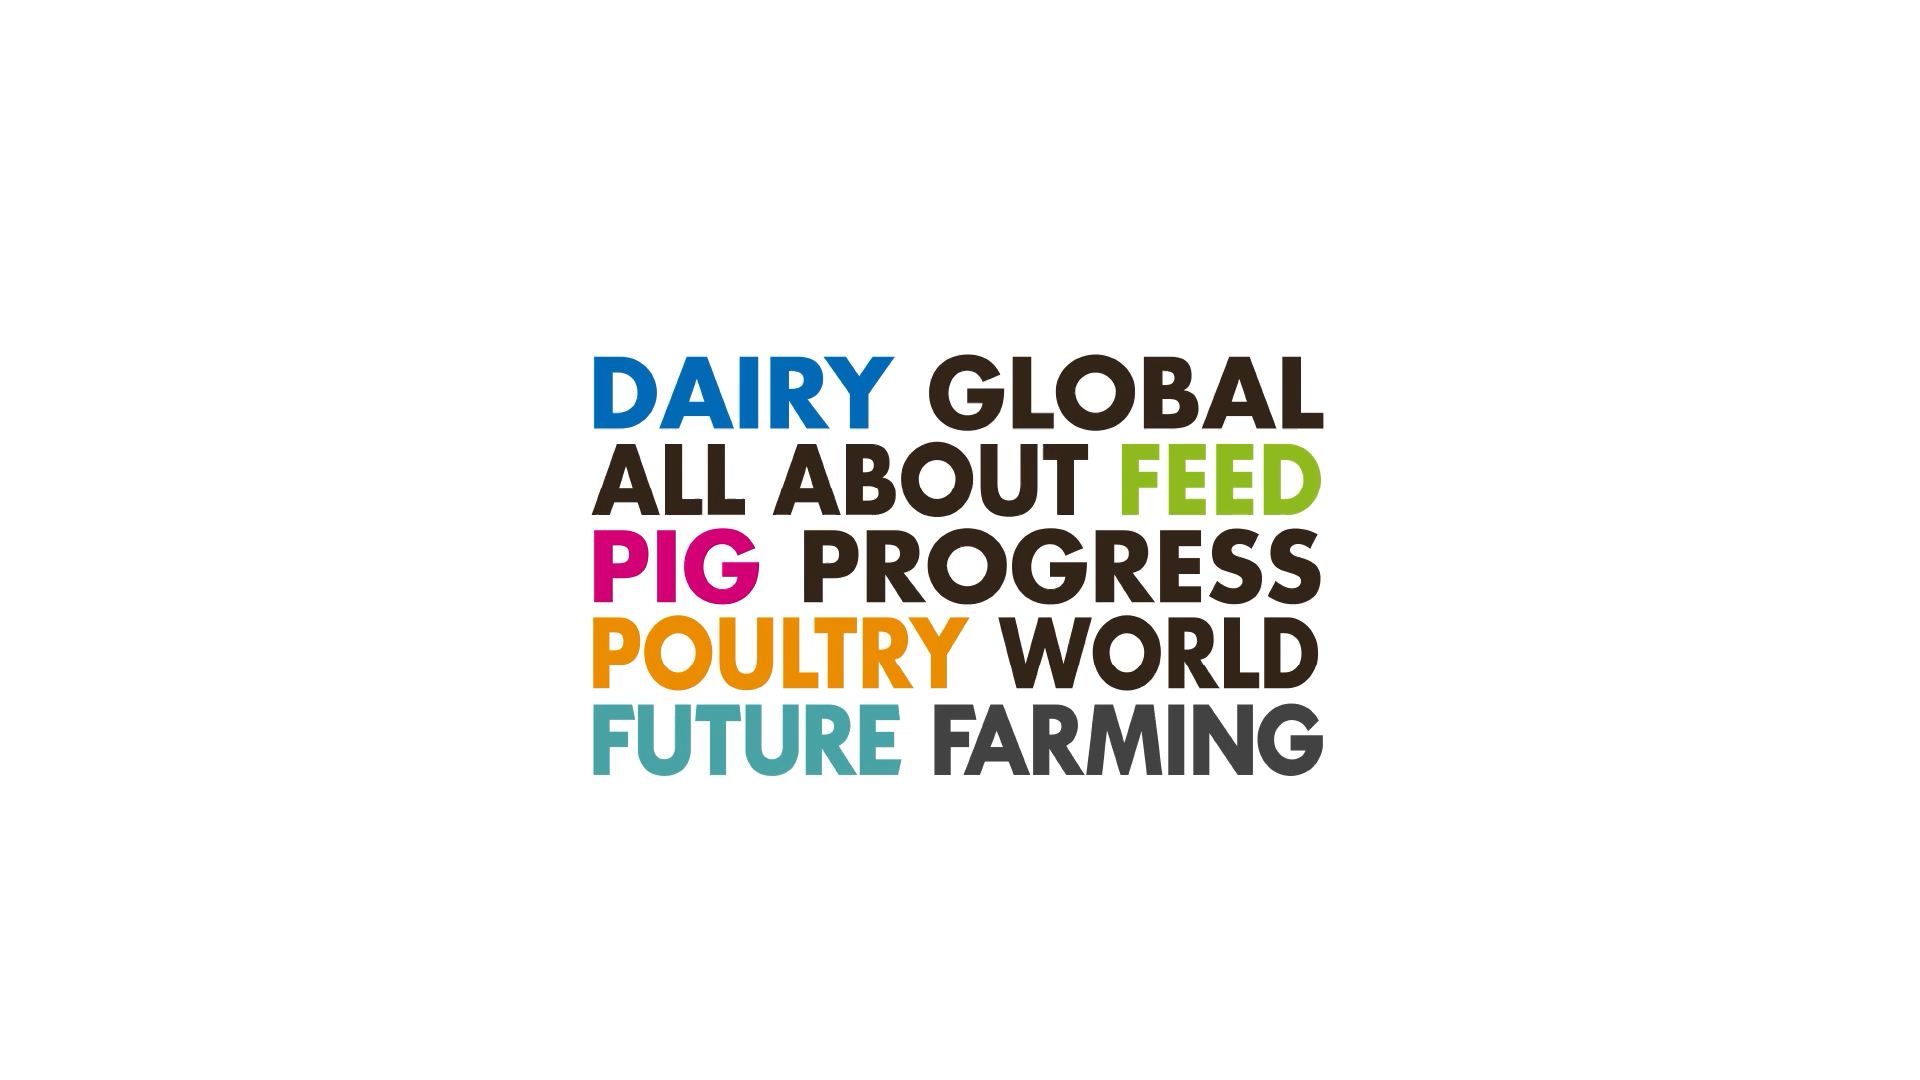 DAIRY GLOBAL
ALL ABOUT FEED
PIG PROGRESS
POULTRY WORLD
FUTURE FARMING